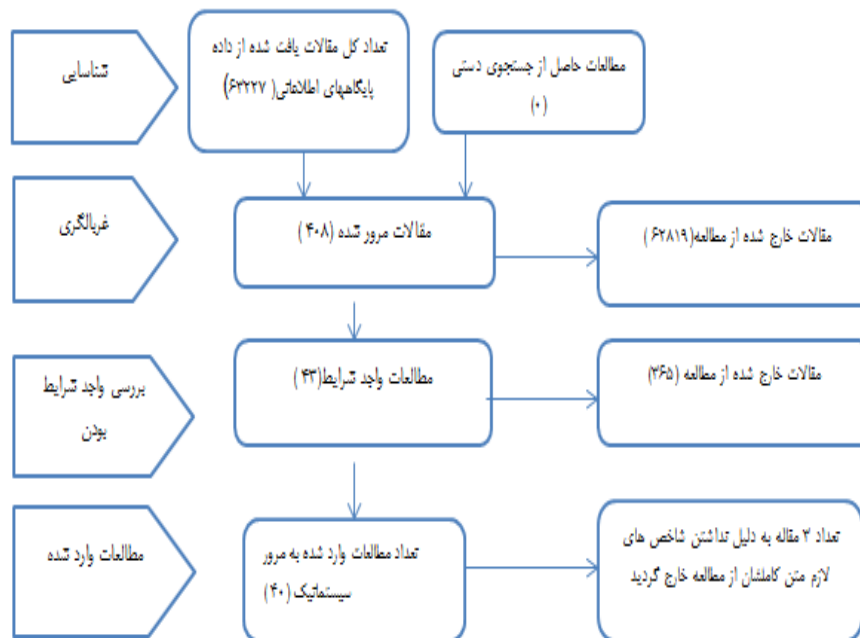 شناسایی
تعداد کل مقالات یافت شده از داده
پایگاههای اطلاعاتی( ۶۳۲۲۷)
مطالعات حاصل از جستجوی دستی
(۰)
غربالگری
مقالات مرور شده (۴۰۸ )
مقالات خارج شده از مطالعه(۶۲۸۱۹ )
بررسی واجد شرایط
بودن
مطالعات واجد شرایط(۴۳ )
مقالات خارج شده از مطالعه (۳۶۵)
مطالعات وارد شده
تعداد مطالعات وارد شده به مرور
سیستماتیک (۴۰ )
تعداد ۳ مقاله به دلیل نداشتن شاخص های
لازم متن کاملشان از مطالعه خارج گردید